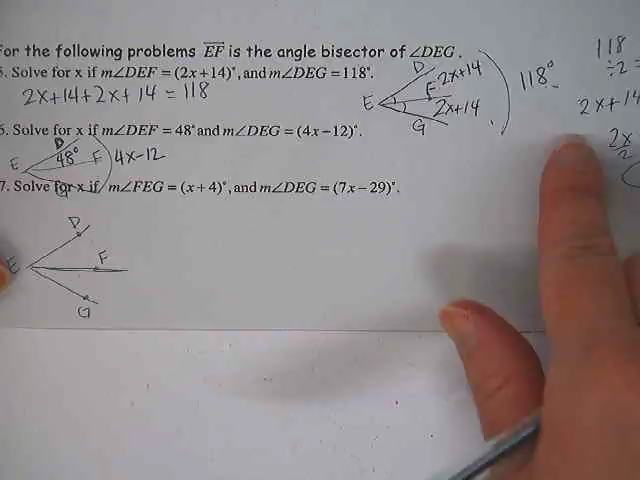 For the following problems EF is the angle bisector of ∠DEG.
5. Solve for x if m∠DEF = (2x+14)°, and m∠DEG = 118°.
2x+14+2x+14 = 118
D
2x+14
E
F
2x+14
G
118°
118
÷2 =
2x+14
2x
2
6. Solve for x if m∠DEF = 48° and m∠DEG = (4x−12)°.
D
E
48°
F
4x-12
G
7. Solve for x if m∠FEG = (x+4)°, and m∠DEG = (7x−29)°.
D
E
F
G